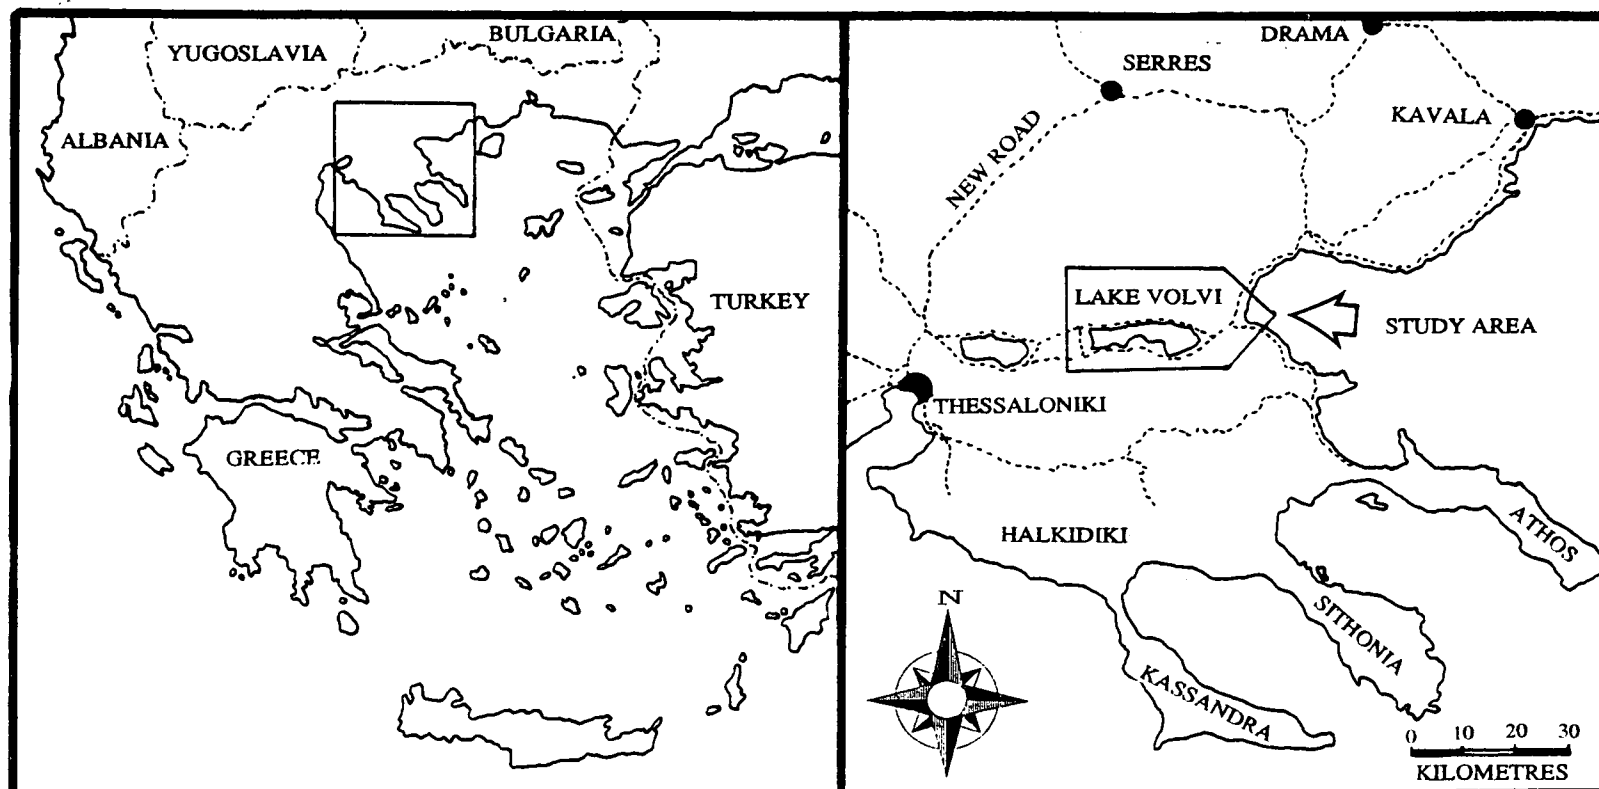 YUGOSLAVIA
BULGARIA
ALBANIA
TURKEY
GREECE
DRAMA
SERRES
KAVALA
NEW ROAD
LAKE VOLVI
STUDY AREA
THESSALONIKI
HALKIDIKI
ATHOS
SITHONIA
KASSANDRA
N
0 10 20 30
KILOMETRES